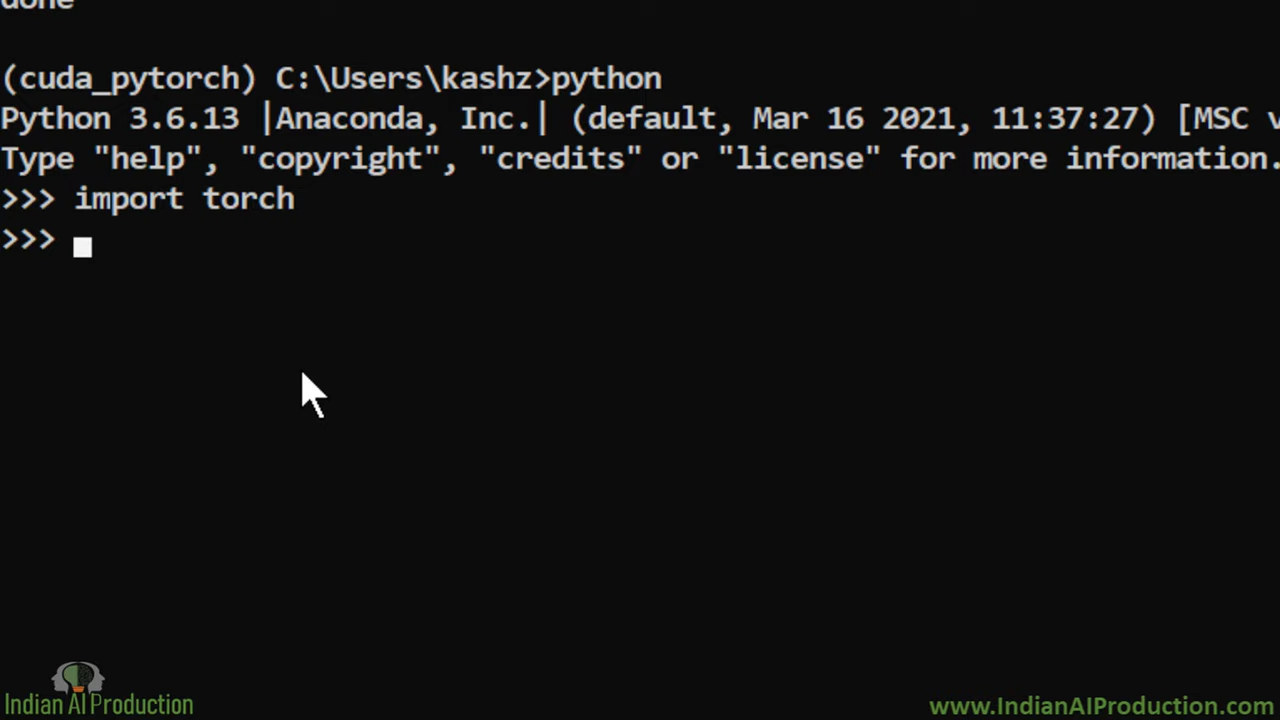 done
(cuda_pytorch) C:\Users\kashz>python
Python 3.6.13 |Anaconda, Inc.| (default, Mar 16 2021, 11:37:27) [MSC v
Type "help", "copyright", "credits" or "license" for more information.
>>> import torch
>>>
Indian AI Production
www.IndianAIProduction.com